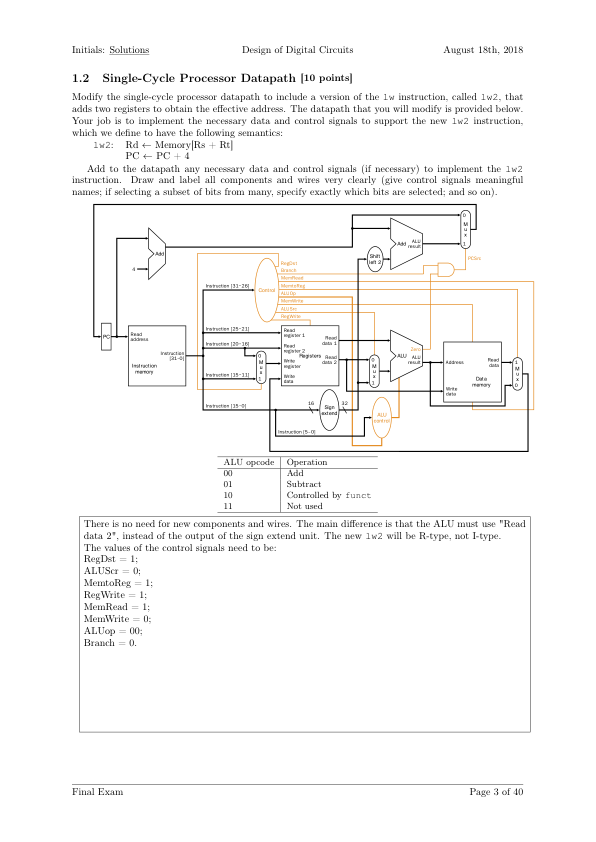 Initials: Solutions Design of Digital Circuits August 18th, 2018
1.2 Single-Cycle Processor Datapath [10 points]
Modify the single-cycle processor datapath to include a version of the lw instruction, called lw2, that
adds two registers to obtain the effective address. The datapath that you will modify is provided below.
Your job is to implement the necessary data and control signals to support the new lw2 instruction,
which we define to have the following semantics:
lw2: Rd ← Memory[Rs + Rt]
PC ← PC + 4
Add to the datapath any necessary data and control signals (if necessary) to implement the lw2
instruction. Draw and label all components and wires very clearly (give control signals meaningful
names; if selecting a subset of bits from many, specify exactly which bits are selected; and so on).
0
M
u
x
1
Add
ALU
result
Add
Shift
left 2
4
PCSrc
RegDst
Branch
MemRead
MemtoReg
ALUOp
MemWrite
ALUSrc
RegWrite
Control
Instruction [31–26]
PC
Read
address
Instruction
[31–0]
Instruction
memory
Instruction [25–21]
Instruction [20–16]
Instruction [15–11]
0
M
u
x
1
Read
register 1
Read
register 2
Write
register
Write
data
Registers
Read
data 1
Read
data 2
0
M
u
x
1
Zero
ALU
ALU
result
Address
Read
data
Data
memory
Write
data
1
M
u
x
0
Instruction [15–0]
16
Sign
extend
32
ALU
control
Instruction [5–0]
ALU opcode Operation
00 Add
01 Subtract
10 Controlled by funct
11 Not used
There is no need for new components and wires. The main difference is that the ALU must use "Read
data 2", instead of the output of the sign extend unit. The new lw2 will be R-type, not I-type.
The values of the control signals need to be:
RegDst = 1;
ALUScr = 0;
MemtoReg = 1;
RegWrite = 1;
MemRead = 1;
MemWrite = 0;
ALUop = 00;
Branch = 0.
Final Exam Page 3 of 40